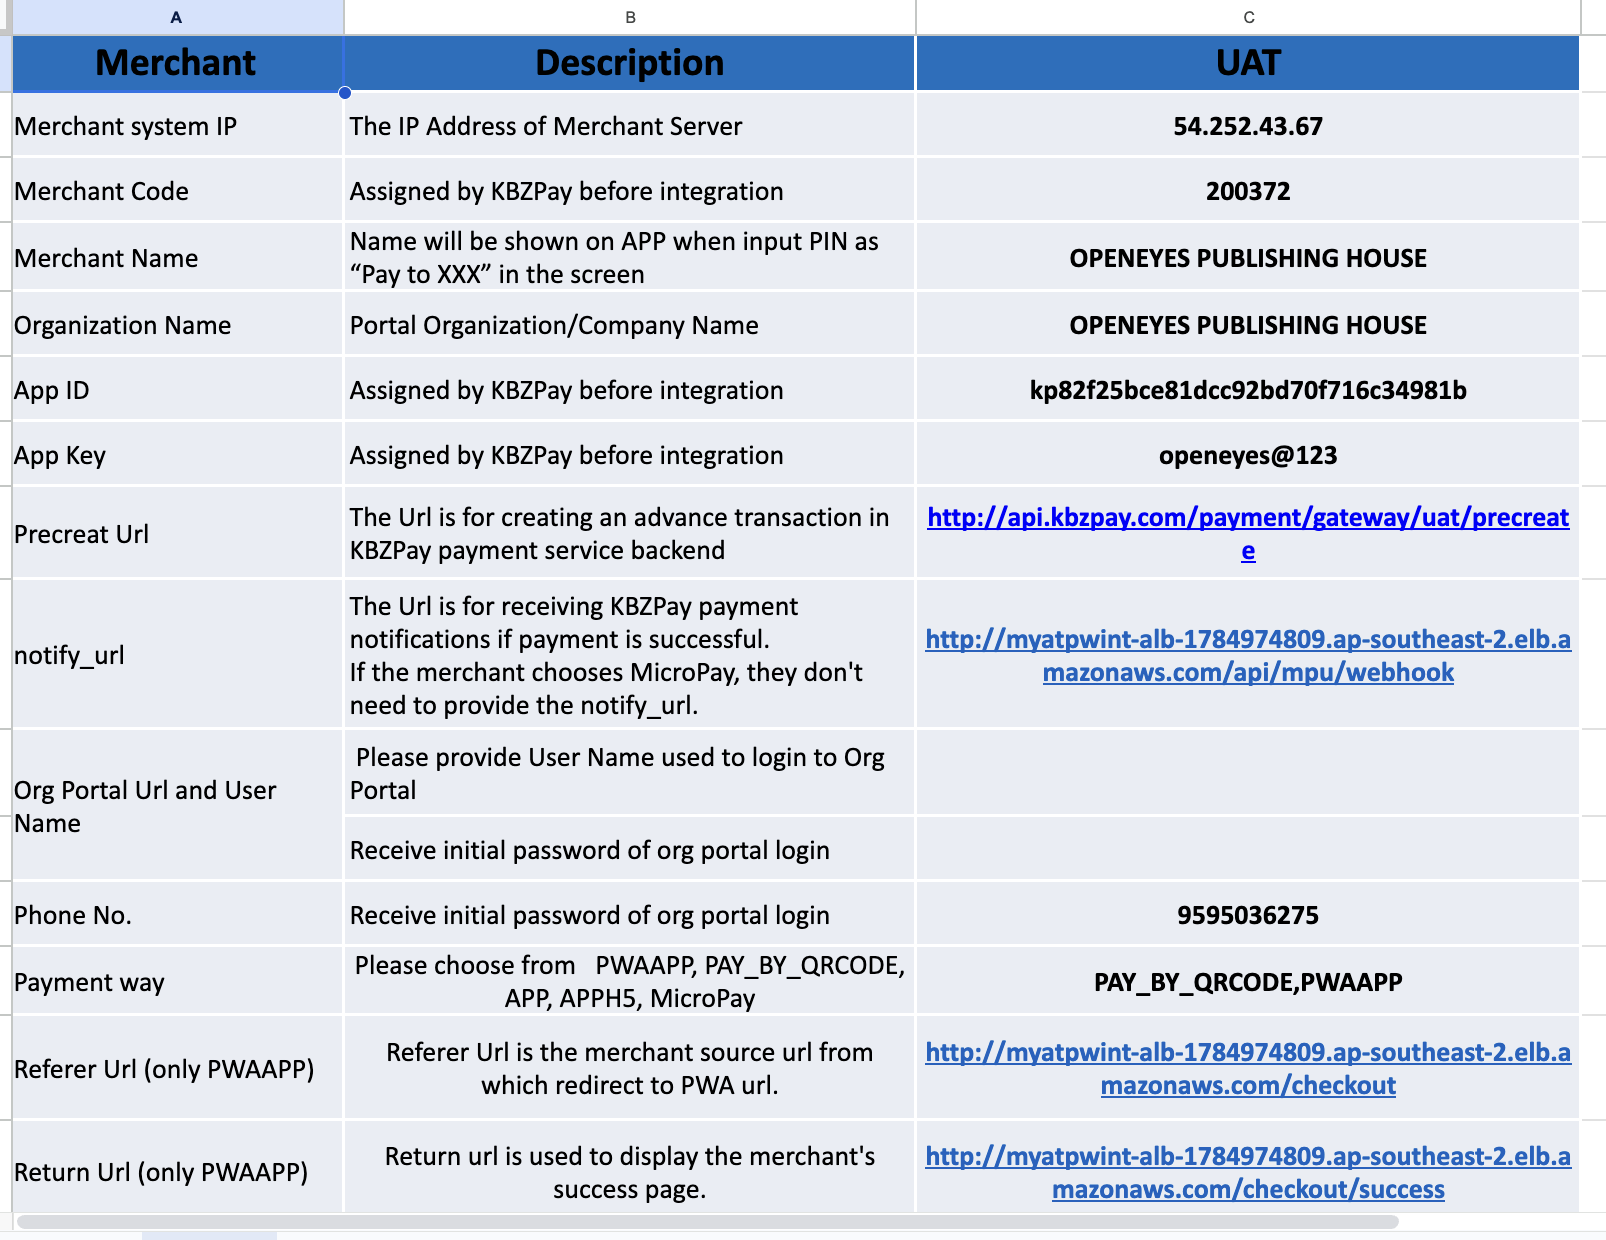 A
B
C
Merchant
Description
UAT
Merchant system IP
The IP Address of Merchant Server
54.252.43.67
Merchant Code
Assigned by KBZPay before integration
200372
Merchant Name
Name will be shown on APP when input PIN as
“Pay to XXX” in the screen
OPENEYES PUBLISHING HOUSE
Organization Name
Portal Organization/Company Name
OPENEYES PUBLISHING HOUSE
App ID
Assigned by KBZPay before integration
kp82f25bce81dcc92bd70f716c34981b
App Key
Assigned by KBZPay before integration
openeyes@123
Precreat Url
The Url is for creating an advance transaction in
KBZPay payment service backend
http://api.kbzpay.com/payment/gateway/uat/precreat
e
notify_url
The Url is for receiving KBZPay payment
notifications if payment is successful.
If the merchant chooses MicroPay, they don't
need to provide the notify_url.
http://myatpwint-alb-1784974809.ap-southeast-2.elb.a
mazonaws.com/api/mpu/webhook
Org Portal Url and User
Name
Please provide User Name used to login to Org
Portal
Receive initial password of org portal login
Phone No.
Receive initial password of org portal login
9595036275
Payment way
Please choose from   PWAAPP, PAY_BY_QRCODE,
APP, APPH5, MicroPay
PAY_BY_QRCODE,PWAAPP
Referer Url (only PWAAPP)
Referer Url is the merchant source url from
which redirect to PWA url.
http://myatpwint-alb-1784974809.ap-southeast-2.elb.a
mazonaws.com/checkout
Return Url (only PWAAPP)
Return url is used to display the merchant's
success page.
http://myatpwint-alb-1784974809.ap-southeast-2.elb.a
mazonaws.com/checkout/success